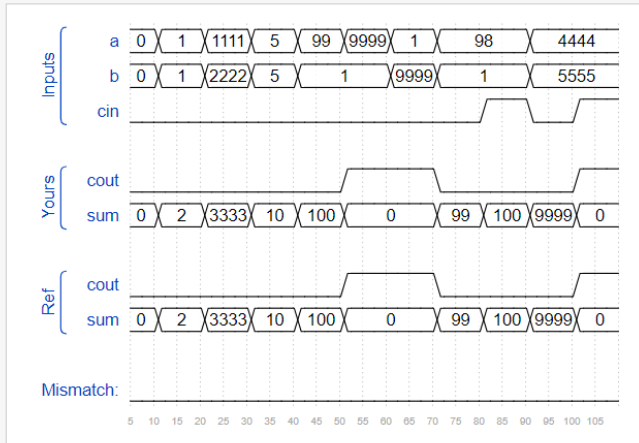 Inputs
a 0 1 1111 5 99 9999 1 98 4444
b 0 1 2222 5 1 9999 1 5555
cin
Yours
cout
sum 0 2 3333 10 100 0 99 100 9999 0
Ref
cout
sum 0 2 3333 10 100 0 99 100 9999 0
Mismatch:
5 10 15 20 25 30 35 40 45 50 55 60 65 70 75 80 85 90 95 100 105